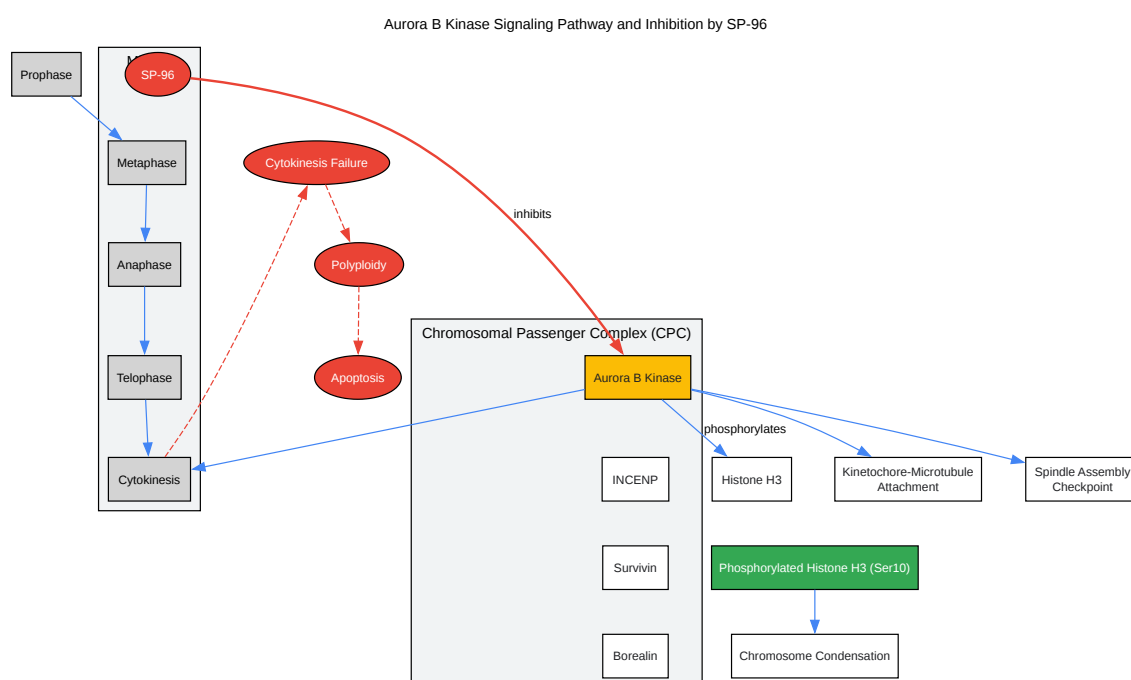 Aurora B Kinase Signaling Pathway and Inhibition by SP-96
Prophase
SP-96
Metaphase
Cytokinesis Failure
inhibits
Anaphase
Polyploidy
Chromosomal Passenger Complex (CPC)
Telophase
Apoptosis
Aurora B Kinase
phosphorylates
Cytokinesis
INCENP
Histone H3
Kinetochore-Microtubule
Attachment
Spindle Assembly
Checkpoint
Survivin
Phosphorylated Histone H3 (Ser10)
Borealin
Chromosome Condensation